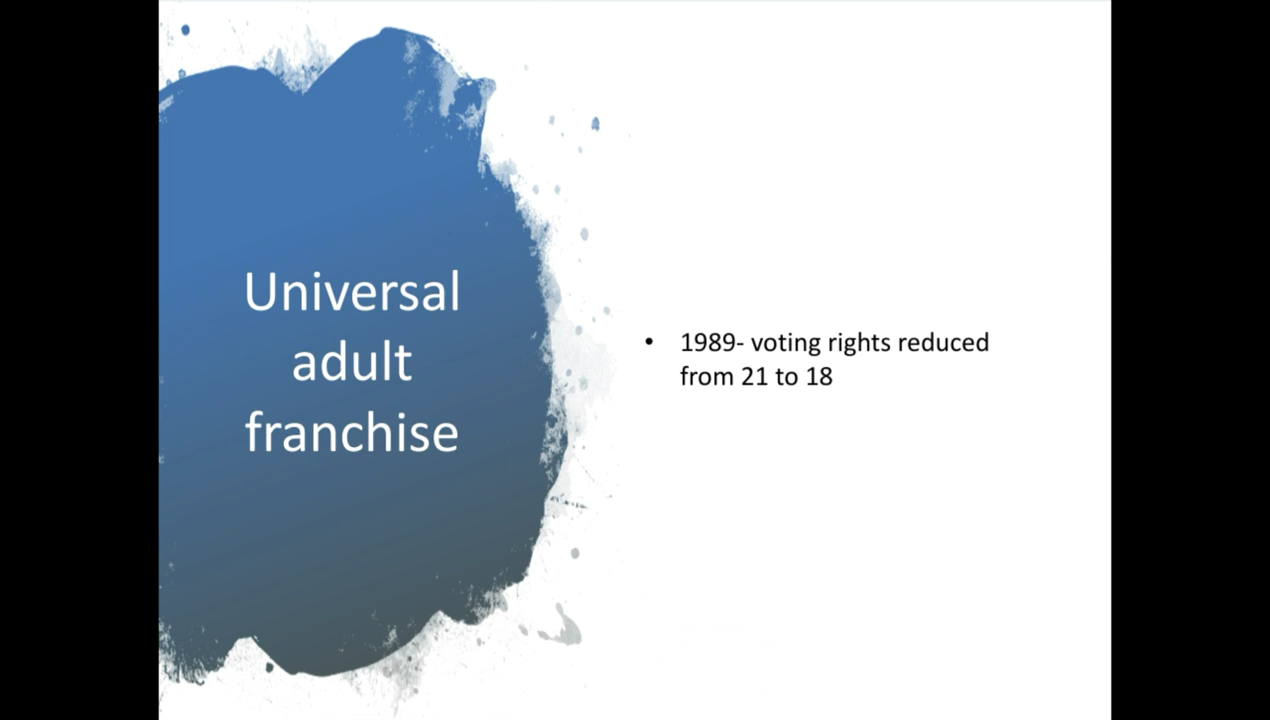 Universal
adult
franchise
• 1989- voting rights reduced
from 21 to 18